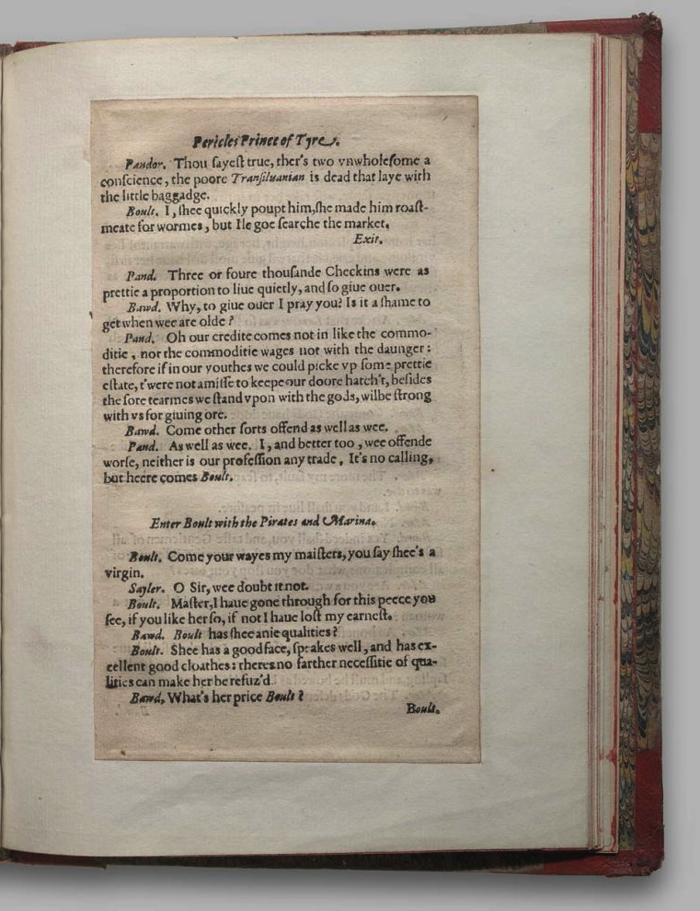 Pericles Prince of Tyre.
Pandor. Thou sayest true, ther's two vnwholesome a
conscience, the poore Transiluanian is dead that laye with
the little baggadge.
Boult. I, shee quickly poupt him, she made him roast-
meate for wormes, but Ile goe searche the market.
Exit.
Pand. Three or foure thousande Checkins were as
prettie a proportion to liue quietly, and so giue ouer.
Bawd. Why, to giue ouer I pray you? Is it a shame to
get when wee are olde?
Pand. Oh our credite comes not in like the commo-
ditie, nor the commoditie wages not with the daunger:
therefore if in our youthes we could picke vp some prettie
estate, t'were not amisse to keepe our doore hatch't, besides
the sore tearmes we stand vpon with the gods, wilbe strong
with vs for giuing ore.
Bawd. Come other sorts offend as well as wee.
Pand. As well as wee. I, and better too, wee offende
worse, neither is our profession any trade, It's no calling,
but heere comes Boult.
Enter Boult with the Pirates and Marina.
Boult. Come your wayes my maisters, you say shee's a
virgin.
Sayler. O Sir, wee doubt it not.
Boult. Master, I haue gone through for this peece you
see, if you like her so, if not I haue lost my earnest.
Bawd. Boult has shee anie qualities?
Boult. Shee has a good face, speakes well, and has ex-
cellent good cloathes: theres no farther necessitie of qua-
lities can make her be refuz'd.
Bawd, What's her price Boult?
Boult.